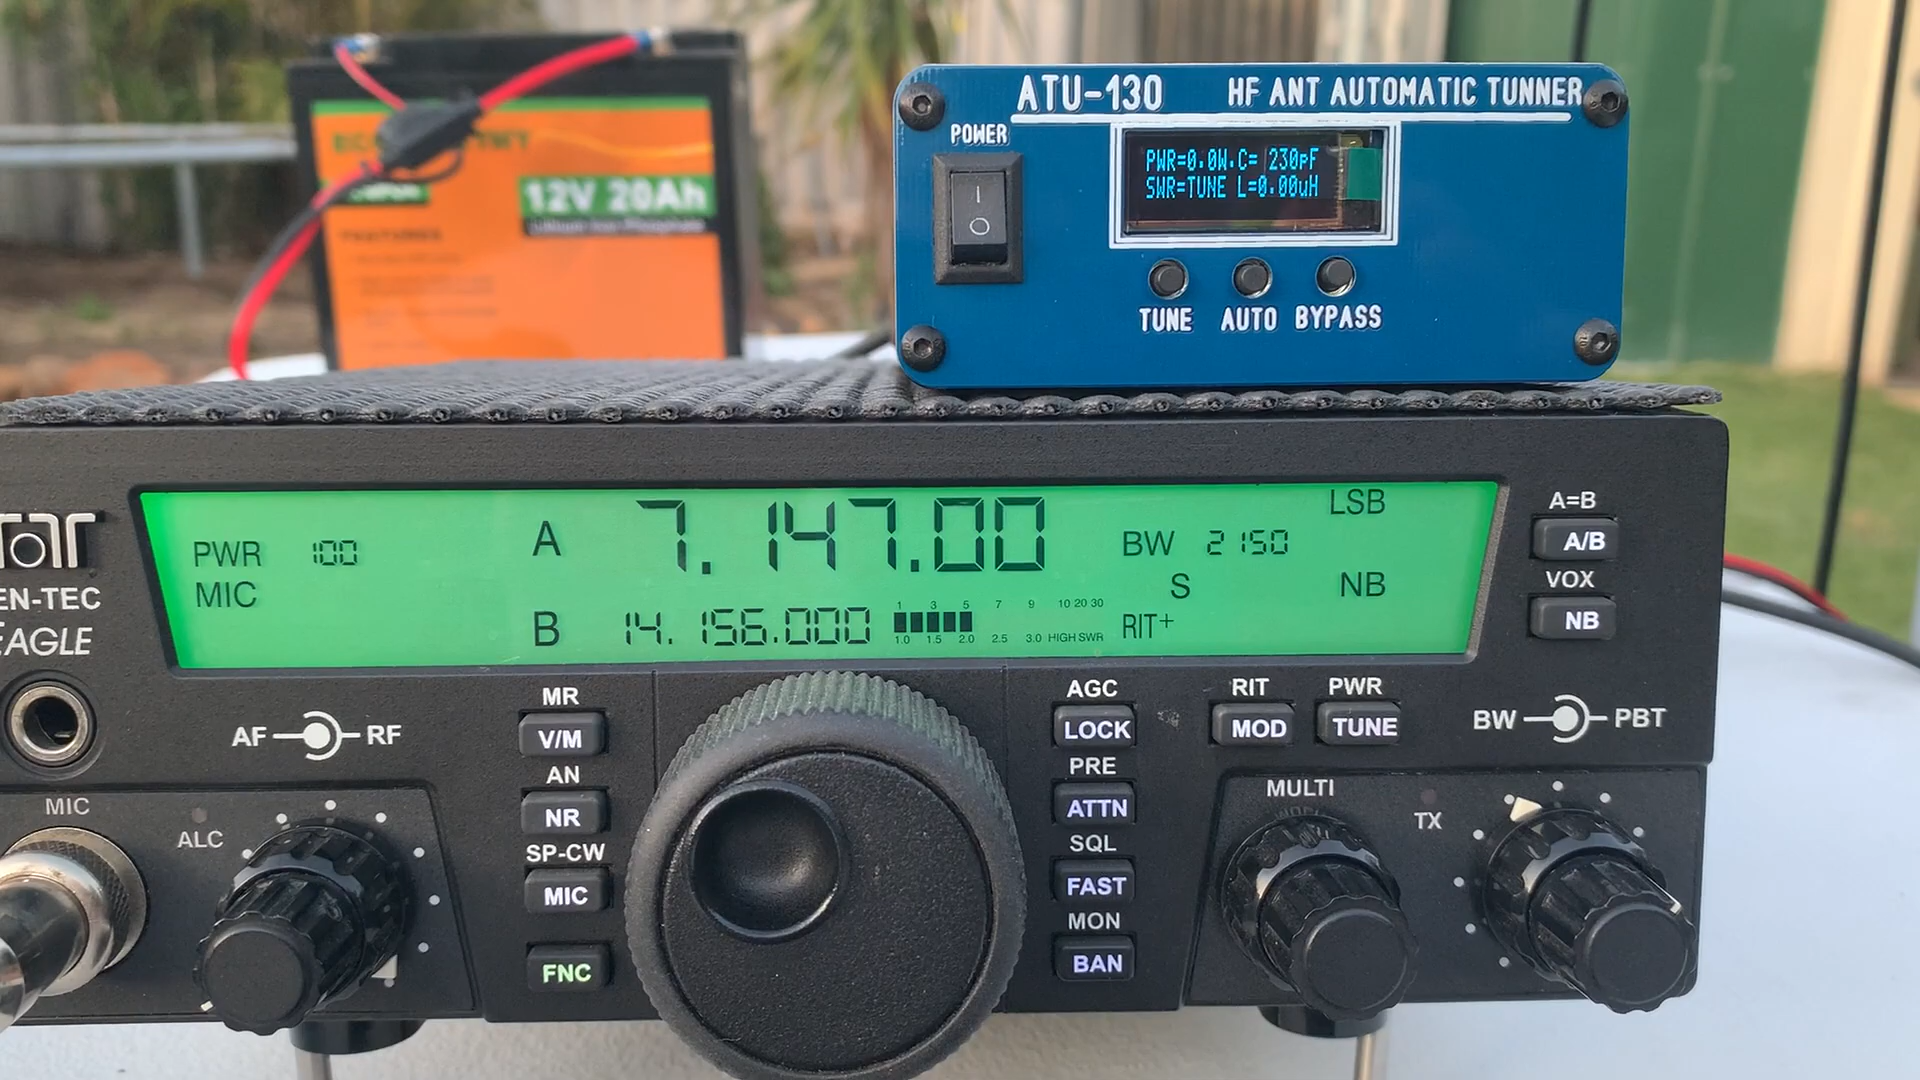 12V 20Ah
Lithium Iron Phosphate
FEATURES
ATU-130 HF ANT AUTOMATIC TUNNER
POWER
PWR=0.0W.C= 230pF
SWR=TUNE L=0.00uH
I
O
TUNE AUTO BYPASS
EN-TEC
EAGLE
PWR 100
MIC
A 7.147.00
B 14.156.000
1 3 5 7 9 10 20 30
1.0 1.5 2.0 2.5 3.0 HIGH SWR
BW 2150
LSB
S
NB
RIT+
A=B
A/B
VOX
NB
AF RF
MR
V/M
AN
NR
SP-CW
MIC
FNC
AGC
LOCK
PRE
ATTN
SQL
FAST
MON
BAN
RIT PWR
MOD TUNE
BW PBT
MIC
ALC
MULTI
TX